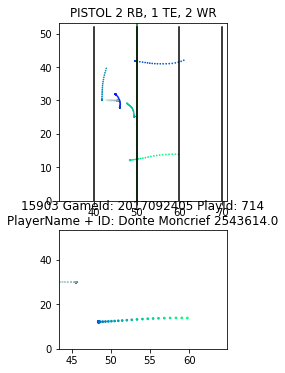 PISTOL 2 RB, 1 TE, 2 WR
50
40
30
20
10
0
40 50 60 70
15903 GameId: 2017092405 PlayId: 714
PlayerName + ID: Donte Moncrief 2543614.0
40
20
0
45 50 55 60